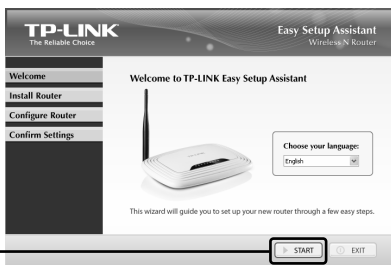 TP-LINK
The Reliable Choice
Easy Setup Assistant
Wireless N Router
Welcome
Install Router
Configure Router
Confirm Settings
Welcome to TP-LINK Easy Setup Assistant
Choose your language:
English
This wizard will guide you to set up your new router through a few easy steps.
START
EXIT